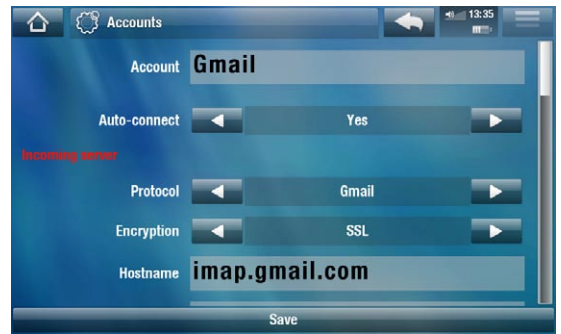 Accounts
13:35
Account Gmail
Auto-connect Yes
Incoming server
Protocol Gmail
Encryption SSL
Hostname imap.gmail.com
Save